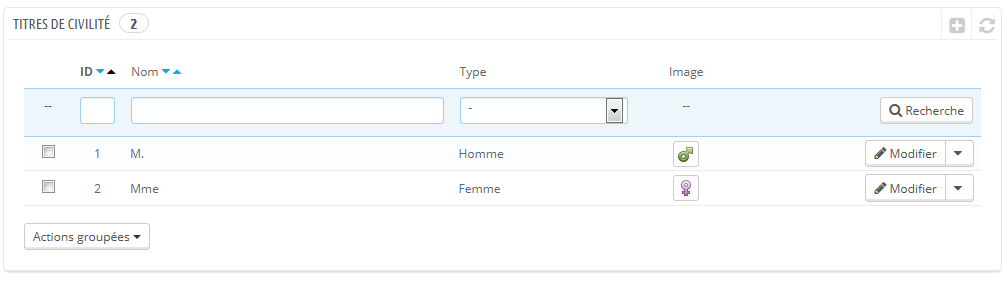 TITRES DE CIVILITÉ 2
ID Nom Type Image
-- - -- Recherche
1 M. Homme Modifier
2 Mme Femme Modifier
Actions groupées